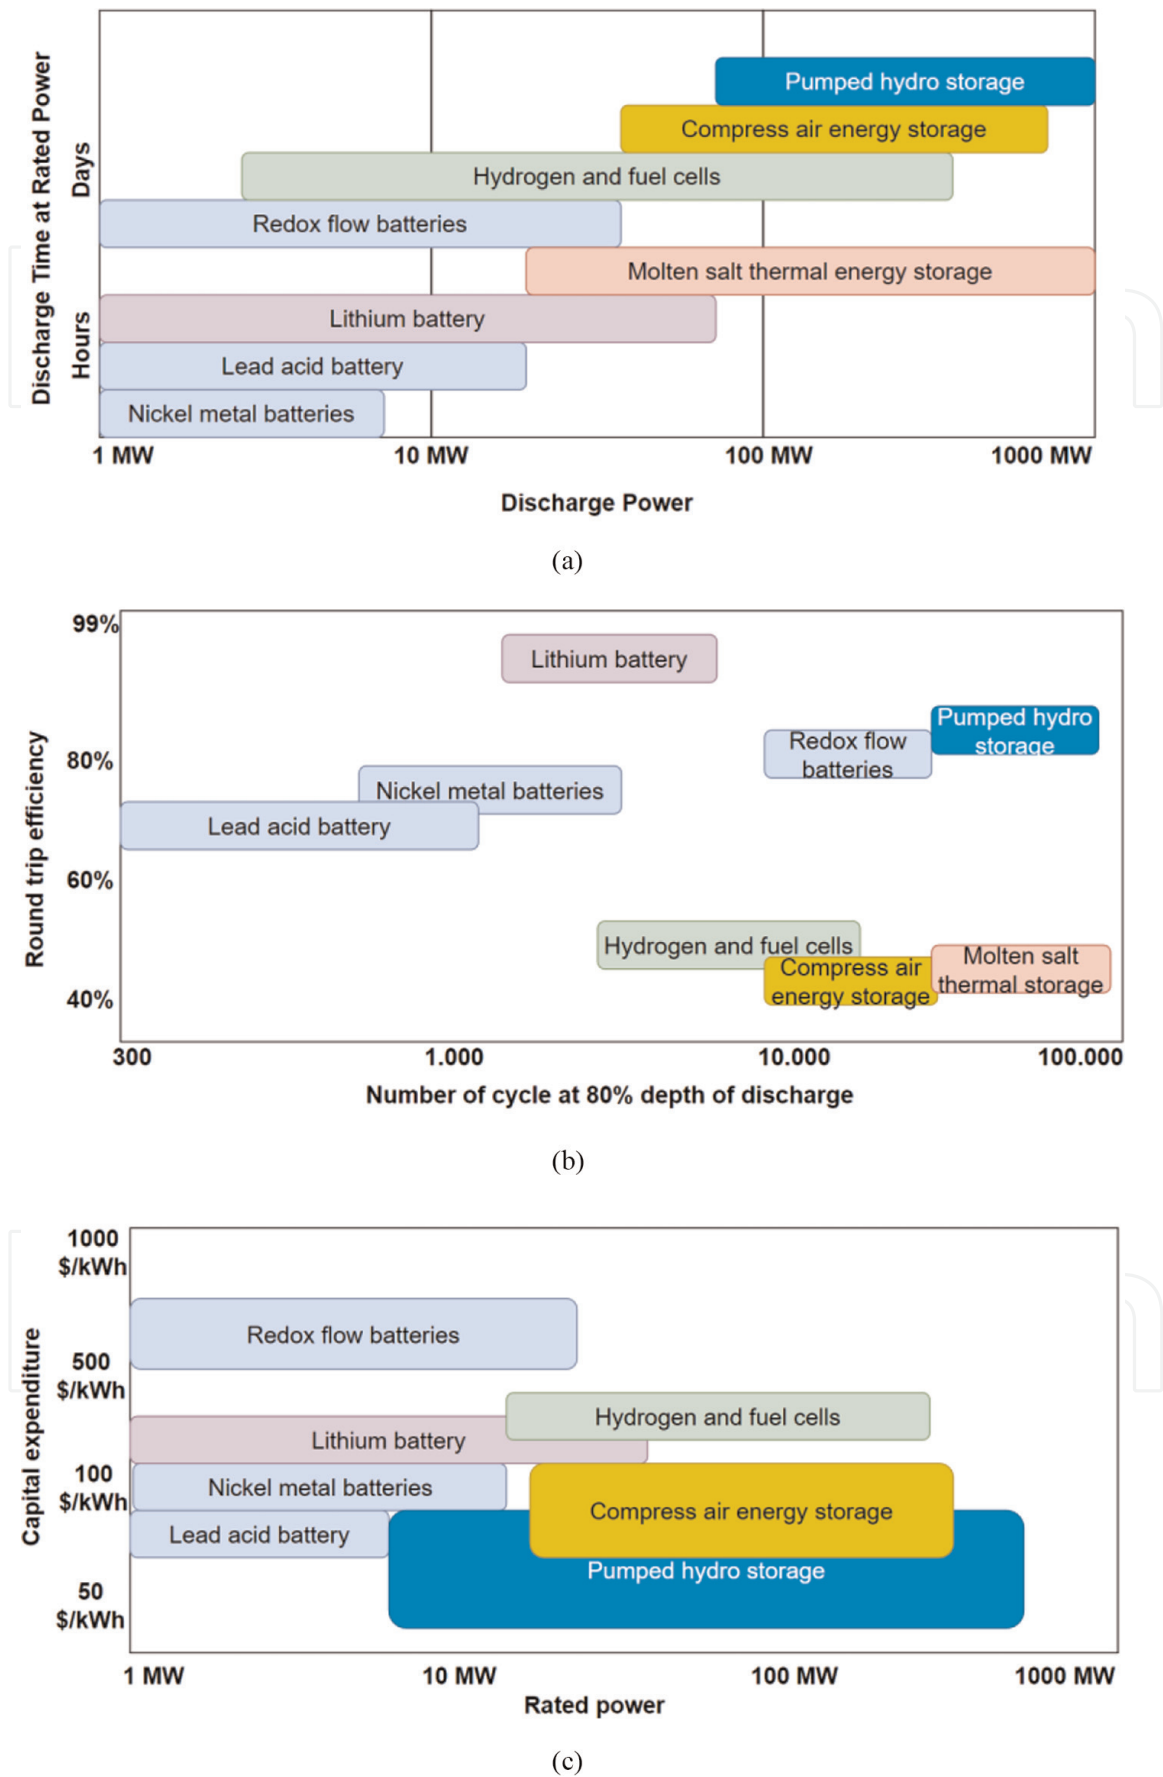 Discharge Time at Rated Power
Days
Hours
Pumped hydro storage
Compress air energy storage
Hydrogen and fuel cells
Redox flow batteries
Molten salt thermal energy storage
Lithium battery
Lead acid battery
Nickel metal batteries
1 MW
10 MW
100 MW
1000 MW
Discharge Power
(a)
Round trip efficiency
99%
80%
60%
40%
Lithium battery
Pumped hydro
storage
Redox flow
batteries
Nickel metal batteries
Lead acid battery
Hydrogen and fuel cells
Compress air
energy storage
Molten salt
thermal storage
300
1.000
10.000
100.000
Number of cycle at 80% depth of discharge
(b)
Capital expenditure
1000
$/kWh
500
$/kWh
100
$/kWh
50
$/kWh
Redox flow batteries
Hydrogen and fuel cells
Lithium battery
Nickel metal batteries
Compress air energy storage
Lead acid battery
Pumped hydro storage
1 MW
10 MW
100 MW
1000 MW
Rated power
(c)